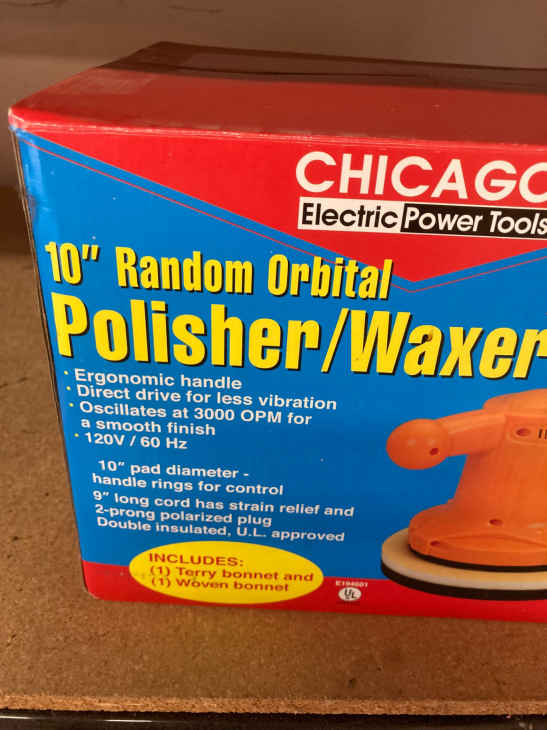 CHICAGO
Electric Power Tools
10" Random Orbital
Polisher/Waxer
· Ergonomic handle
· Direct drive for less vibration
· Oscillates at 3000 OPM for
a smooth finish
· 120V / 60 Hz
10" pad diameter -
handle rings for control
9" long cord has strain relief and
2-prong polarized plug
Double insulated, U.L. approved
INCLUDES:
(1) Terry bonnet and
(1) Woven bonnet
E194601
UL